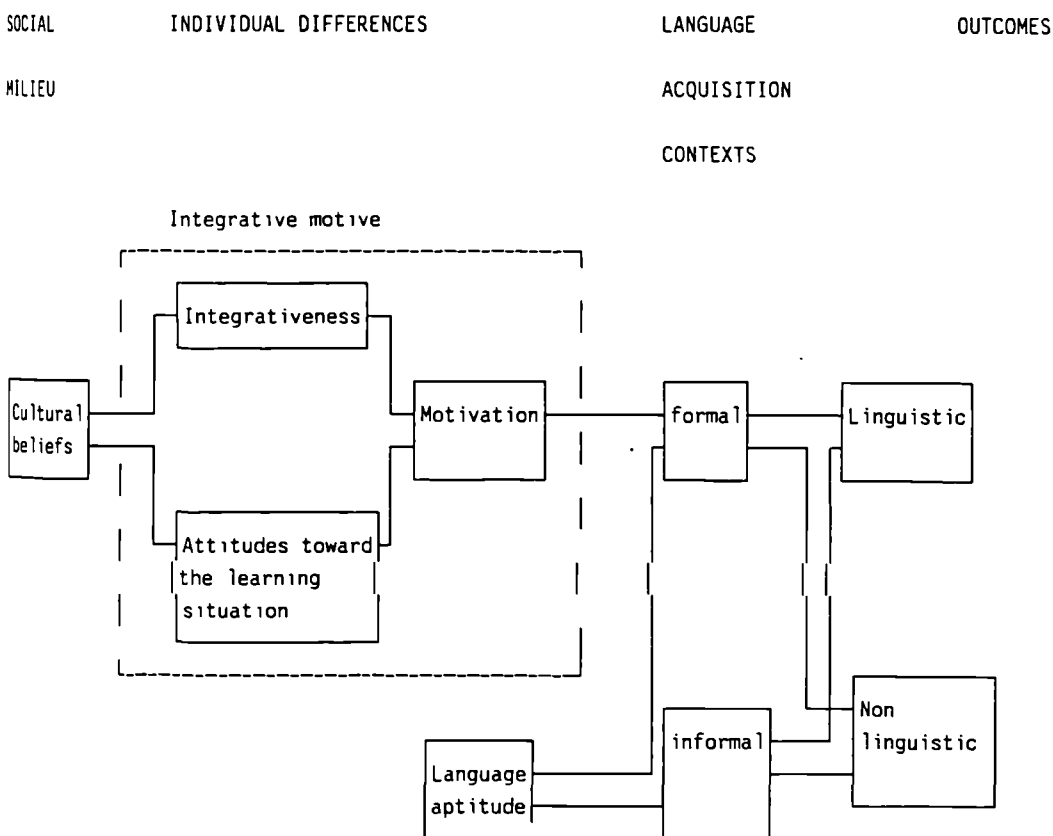 SOCIAL INDIVIDUAL DIFFERENCES LANGUAGE OUTCOMES
MILIEU ACQUISITION
CONTEXTS
Integrative motive
Integrativeness
Cultural
beliefs
Motivation
formal
Linguistic
Attitudes toward
the learning
situation
Non
linguistic
informal
Language
aptitude